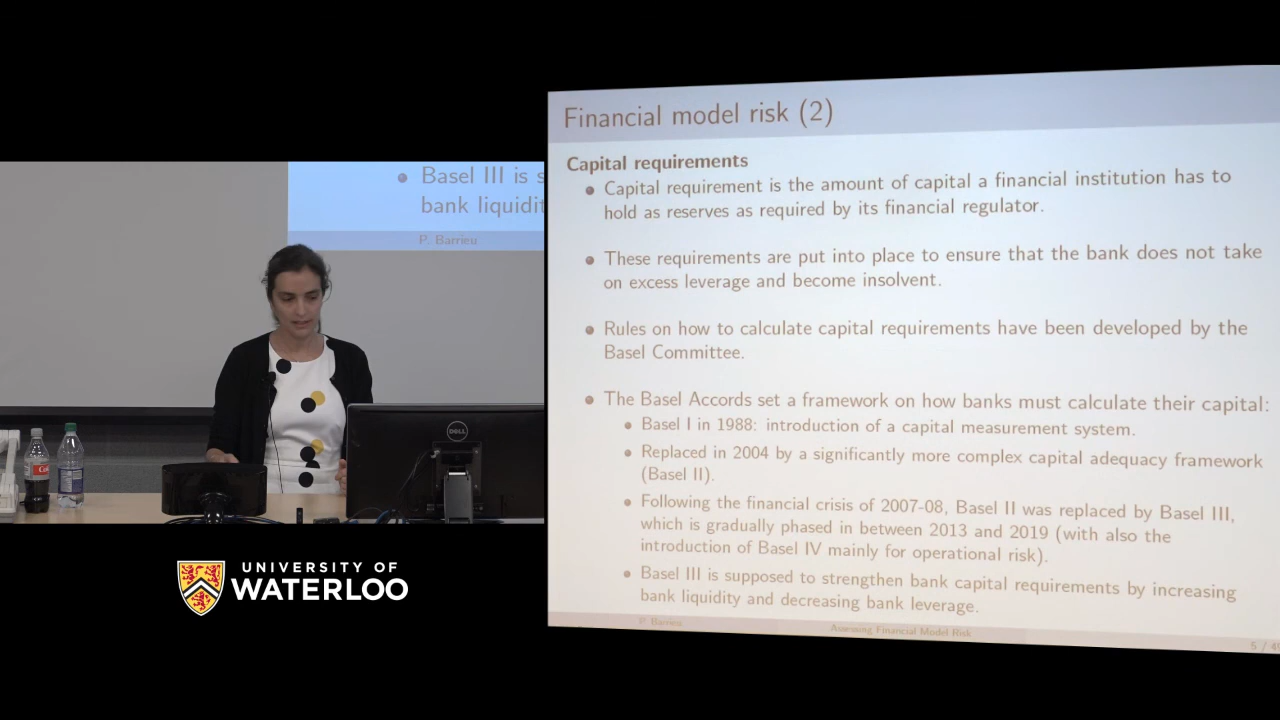 Financial model risk (2)
Capital requirements
Capital requirement is the amount of capital a financial institution has to
hold as reserves as required by its financial regulator.
These requirements are put into place to ensure that the bank does not take
on excess leverage and become insolvent.
Rules on how to calculate capital requirements have been developed by the
Basel Committee.
The Basel Accords set a framework on how banks must calculate their capital:
Basel I in 1988: introduction of a capital measurement system.
Replaced in 2004 by a significantly more complex capital adequacy framework
(Basel II).
Following the financial crisis of 2007-08, Basel II was replaced by Basel III,
which is gradually phased in between 2013 and 2019 (with also the
introduction of Basel IV mainly for operational risk).
Basel III is supposed to strengthen bank capital requirements by increasing
bank liquidity and decreasing bank leverage.
P. Barrieu
Assessing Financial Model Risk
5 / 4
Basel III is s
bank liquidit
P. Barrieu
DELL
UNIVERSITY OF
WATERLOO